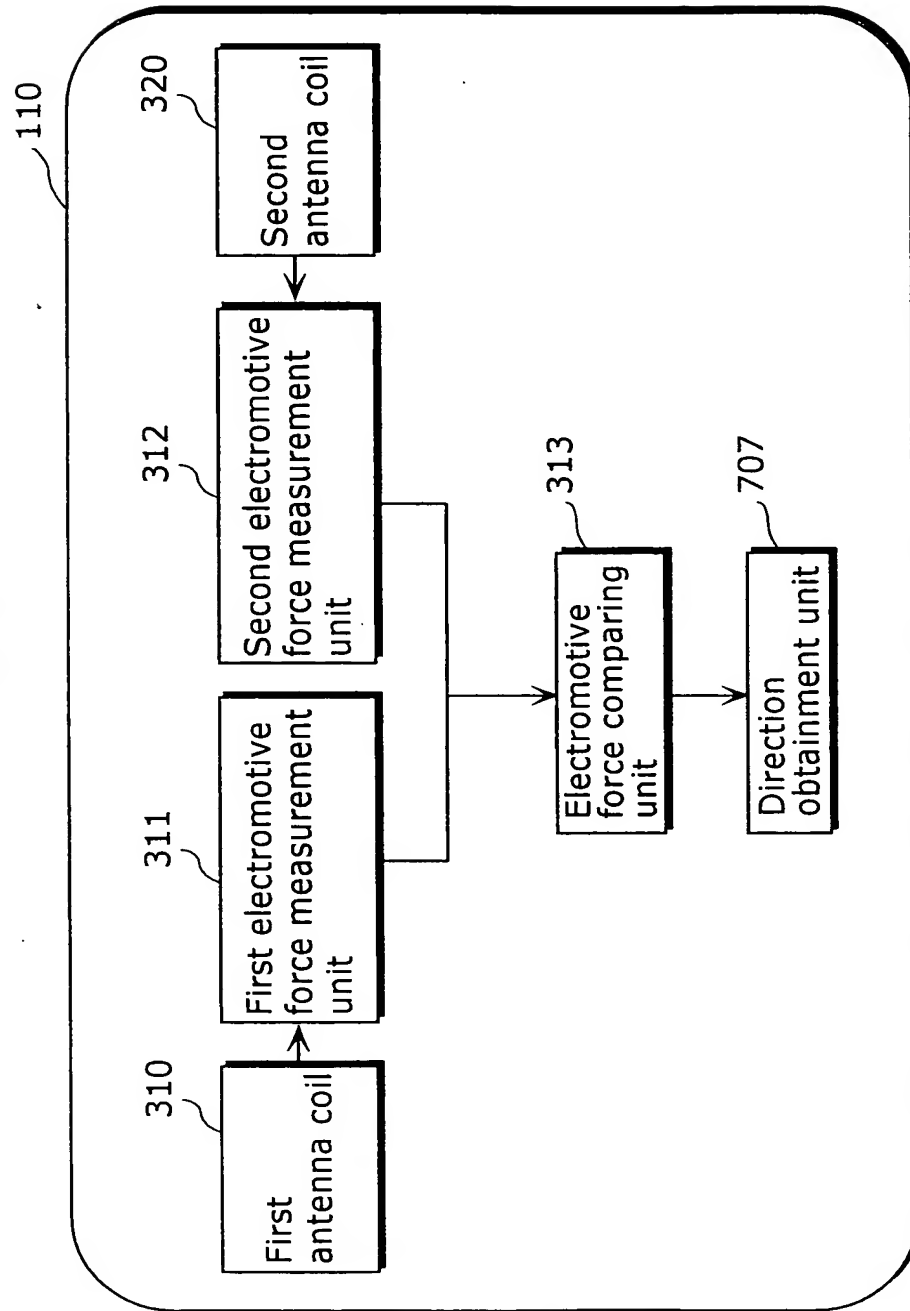 110
310
First
antenna coil
311
First electromotive
force measurement
unit
312
Second electromotive
force measurement
unit
320
Second
antenna coil
313
Electromotive
force comparing
unit
707
Direction
obtainment unit